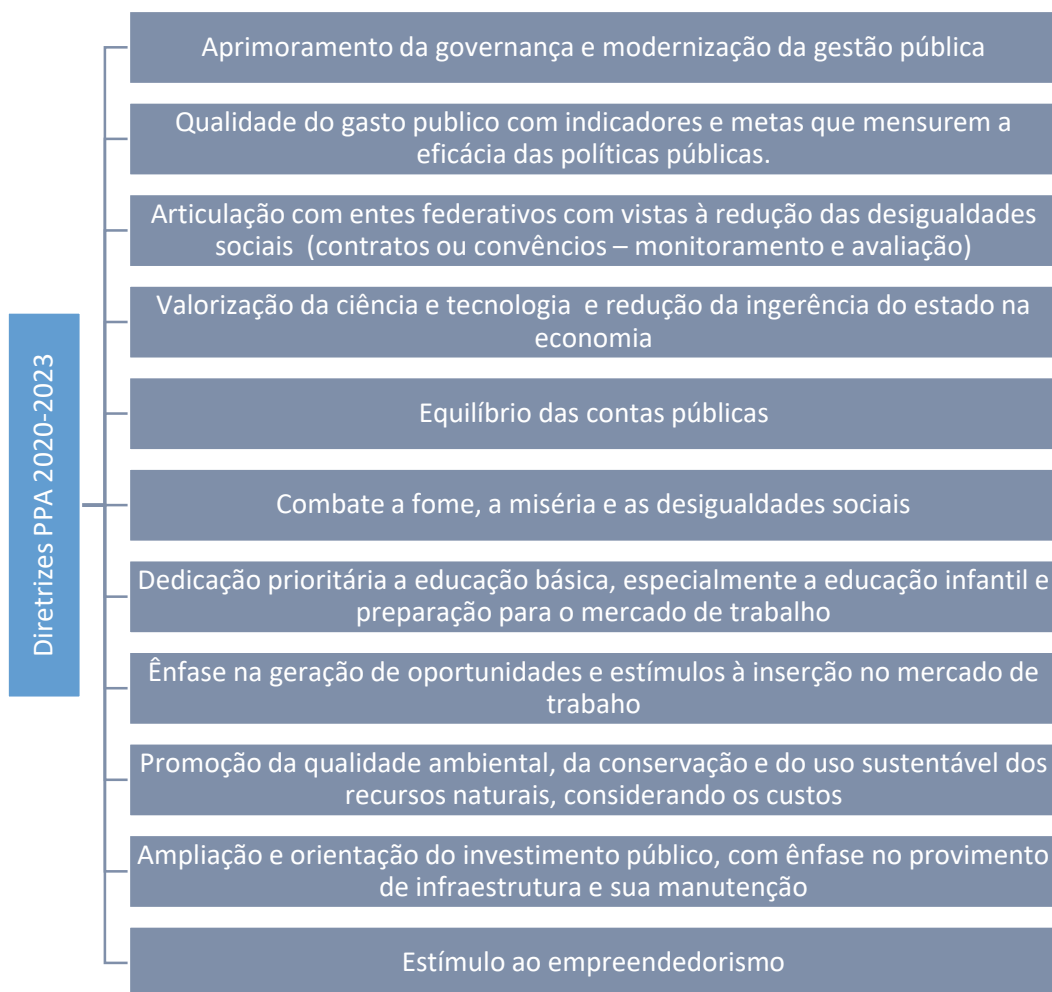 Diretrizes PPA 2020-2023
Aprimoramento da governança e modernização da gestão pública
Qualidade do gasto publico com indicadores e metas que mensurem a
eficácia das políticas públicas.
Articulação com entes federativos com vistas à redução das desigualdades
sociais (contratos ou convêncios – monitoramento e avaliação)
Valorização da ciência e tecnologia e redução da ingerência do estado na
economia
Equilíbrio das contas públicas
Combate a fome, a miséria e as desigualdades sociais
Dedicação prioritária a educação básica, especialmente a educação infantil e
preparação para o mercado de trabalho
Ênfase na geração de oportunidades e estímulos à inserção no mercado de
trabaho
Promoção da qualidade ambiental, da conservação e do uso sustentável dos
recursos naturais, considerando os custos
Ampliação e orientação do investimento público, com ênfase no provimento
de infraestrutura e sua manutenção
Estímulo ao empreendedorismo